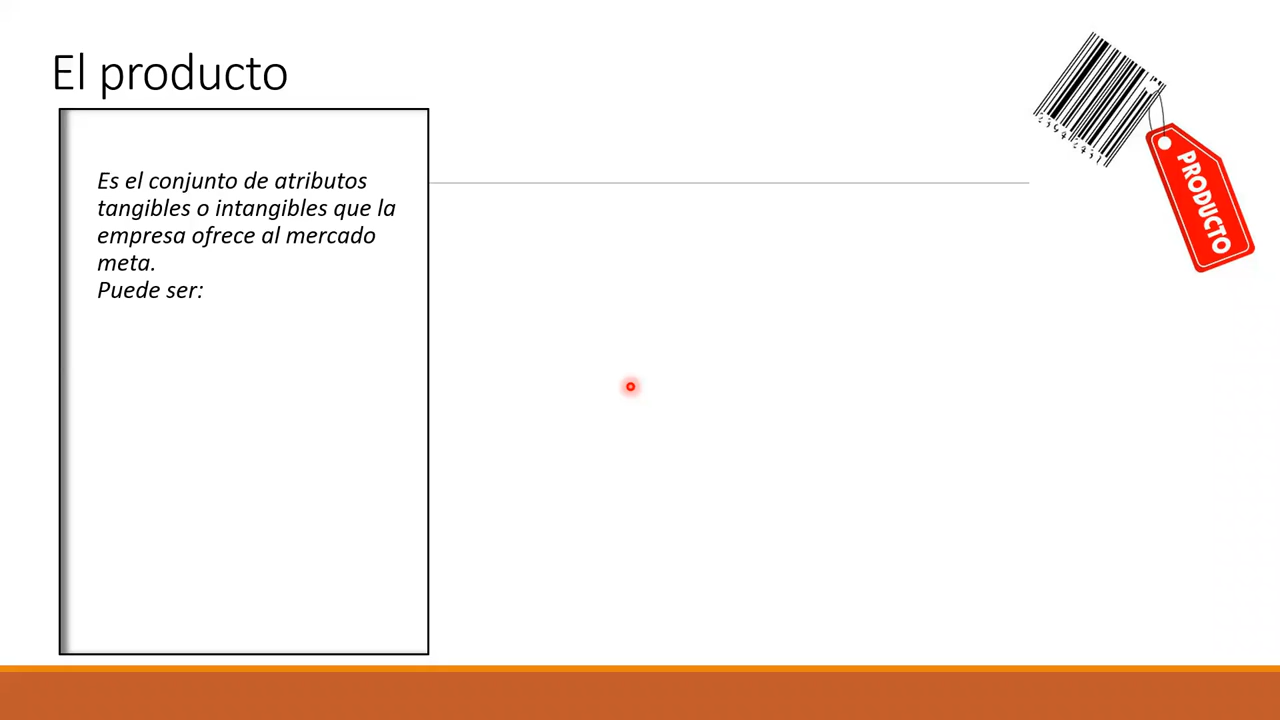 El producto
Es el conjunto de atributos
tangibles o intangibles que la
empresa ofrece al mercado
meta.
Puede ser:
PRODUCTO